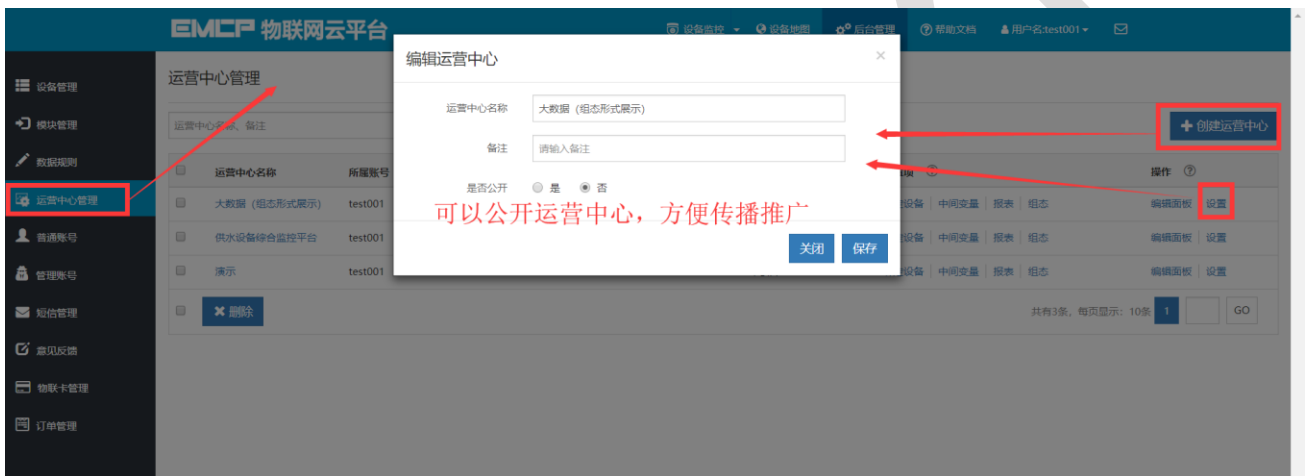 EMCP 物联网云平台
设备监控
设备地图
后台管理
帮助文档
用户名:test001
设备管理
模块管理
数据规则
运营中心管理
普通账号
管理账号
短信管理
意见反馈
物联卡管理
订单管理
运营中心管理
运营中心名称、备注
创建运营中心
编辑运营中心
×
运营中心名称 大数据 (组态形式展示)
备注 请输入备注
是否公开 是 否
可以公开运营中心，方便传播推广
关闭 保存
运营中心名称 所属账号 操作
大数据 (组态形式展示) test001 设备 中间变量 报表 组态 编辑面板 设置
供水设备综合监控平台 test001 设备 中间变量 报表 组态 编辑面板 设置
演示 test001 设备 中间变量 报表 组态 编辑面板 设置
删除 共有3条，每页显示：10条 1 GO